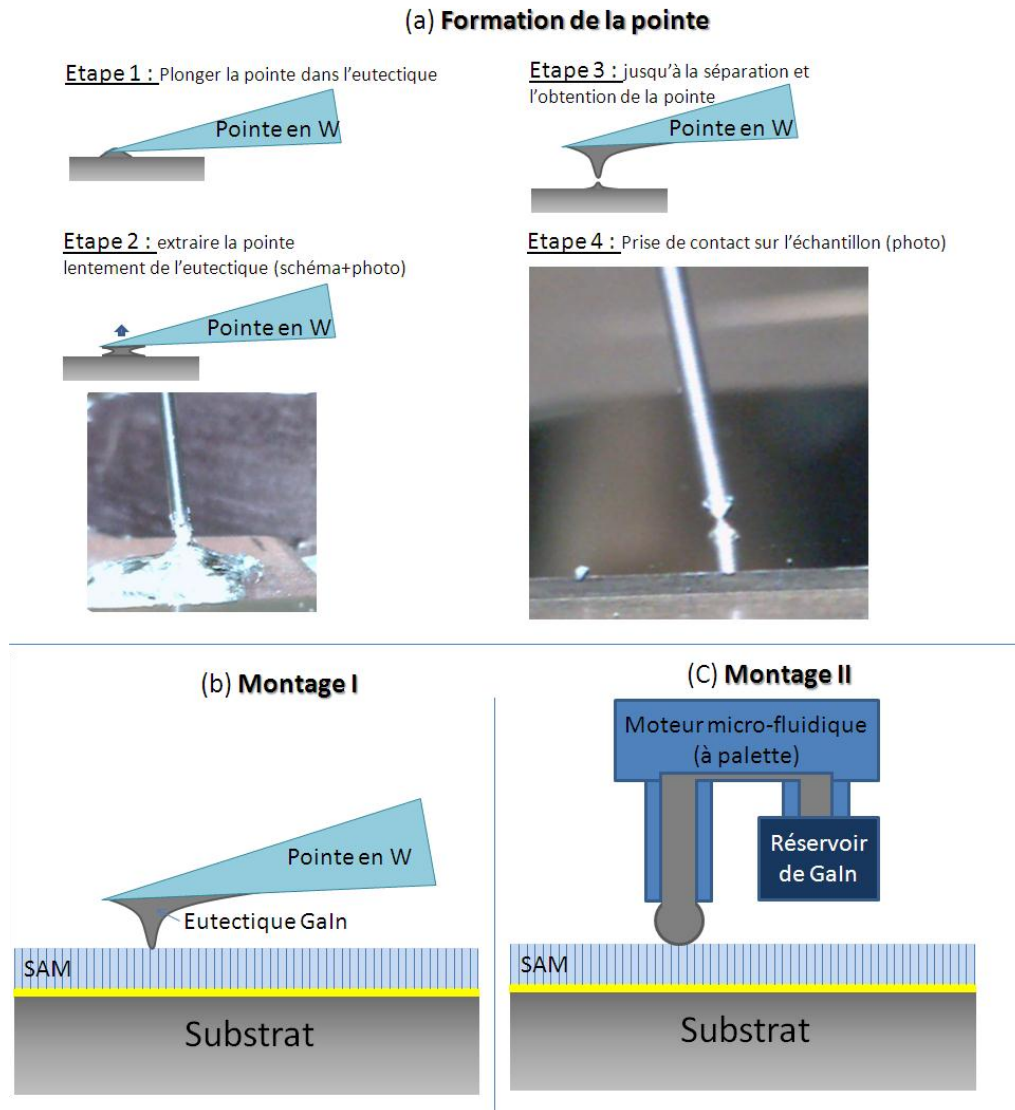 (a) Formation de la pointe
Etape 1 : Plonger la pointe dans l'eutectique
Pointe en W
Etape 2 : extraire la pointe
lentement de l'eutectique (schéma+photo)
Pointe en W
Etape 3 : jusqu'à la séparation et
l'obtention de la pointe
Pointe en W
Etape 4 : Prise de contact sur l'échantillon (photo)
(b) Montage I
Pointe en W
Eutectique GaIn
SAM
Substrat
(C) Montage II
Moteur micro-fluidique
(à palette)
Réservoir
de GaIn
SAM
Substrat